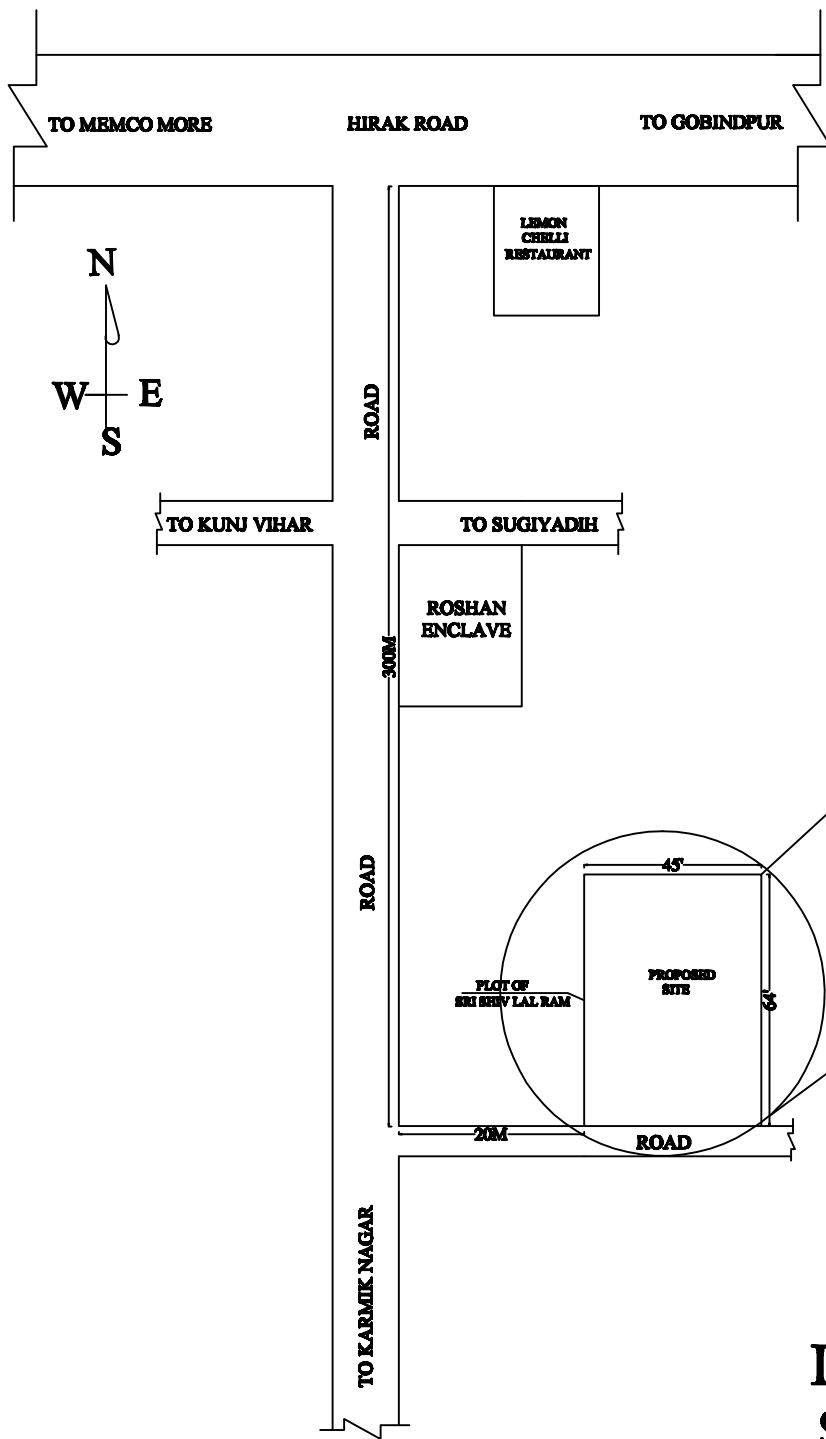 TO MEMCO MORE
HIRAK ROAD
TO GOBINDPUR
LEMON
CHELLI
RESTAURANT
N
W E
S
ROAD
TO KUNJ VIHAR
TO SUGIYADIH
ROSHAN
ENCLAVE
300M
45'
ROAD
PROPOSED
SITE
PLOT OF
SRI SHIV LAL RAM
64'
20M
ROAD
TO KARMIK NAGAR